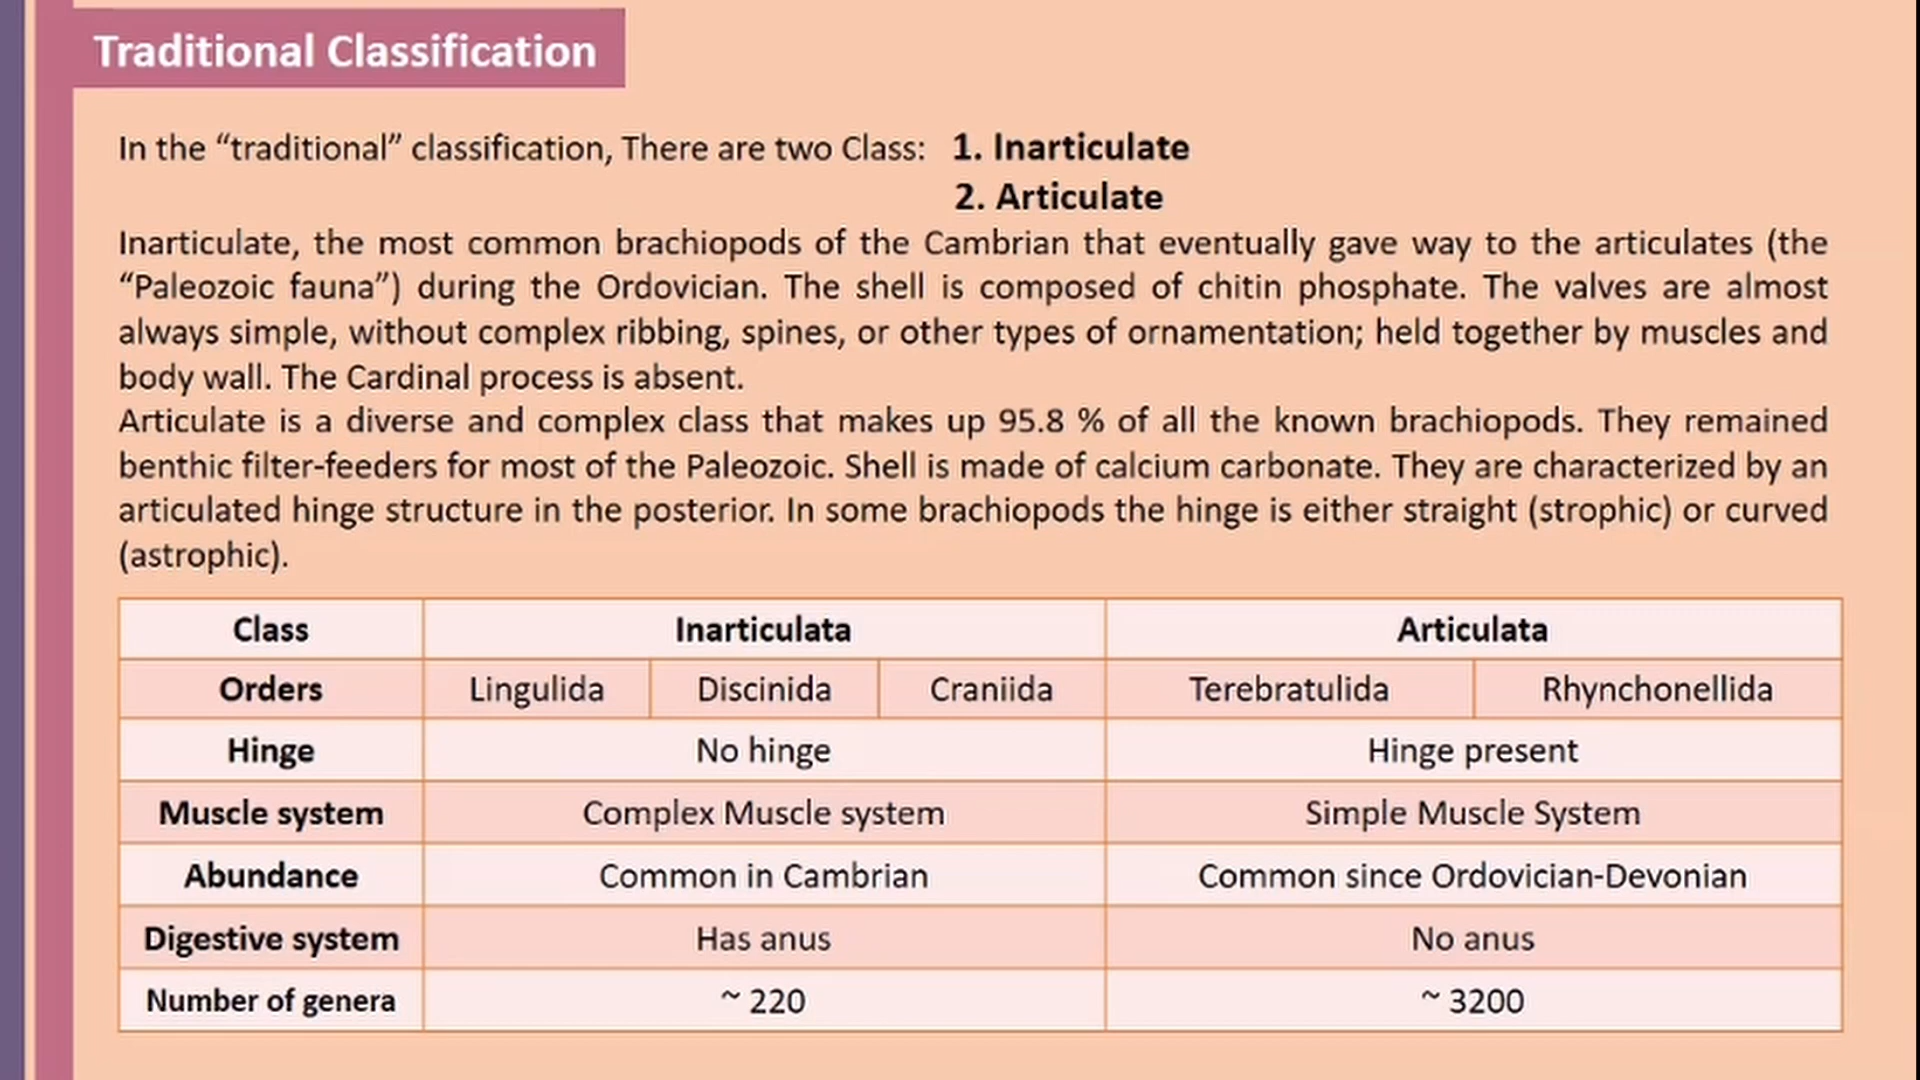 Traditional Classification
In the “traditional” classification, There are two Class: 1. Inarticulate
2. Articulate
Inarticulate, the most common brachiopods of the Cambrian that eventually gave way to the articulates (the
“Paleozoic fauna”) during the Ordovician. The shell is composed of chitin phosphate. The valves are almost
always simple, without complex ribbing, spines, or other types of ornamentation; held together by muscles and
body wall. The Cardinal process is absent.
Articulate is a diverse and complex class that makes up 95.8 % of all the known brachiopods. They remained
benthic filter-feeders for most of the Paleozoic. Shell is made of calcium carbonate. They are characterized by an
articulated hinge structure in the posterior. In some brachiopods the hinge is either straight (strophic) or curved
(astrophic).
Class Inarticulata Articulata
Orders Lingulida Discinida Craniida Terebratulida Rhynchonellida
Hinge No hinge Hinge present
Muscle system Complex Muscle system Simple Muscle System
Abundance Common in Cambrian Common since Ordovician-Devonian
Digestive system Has anus No anus
Number of genera ~ 220 ~ 3200